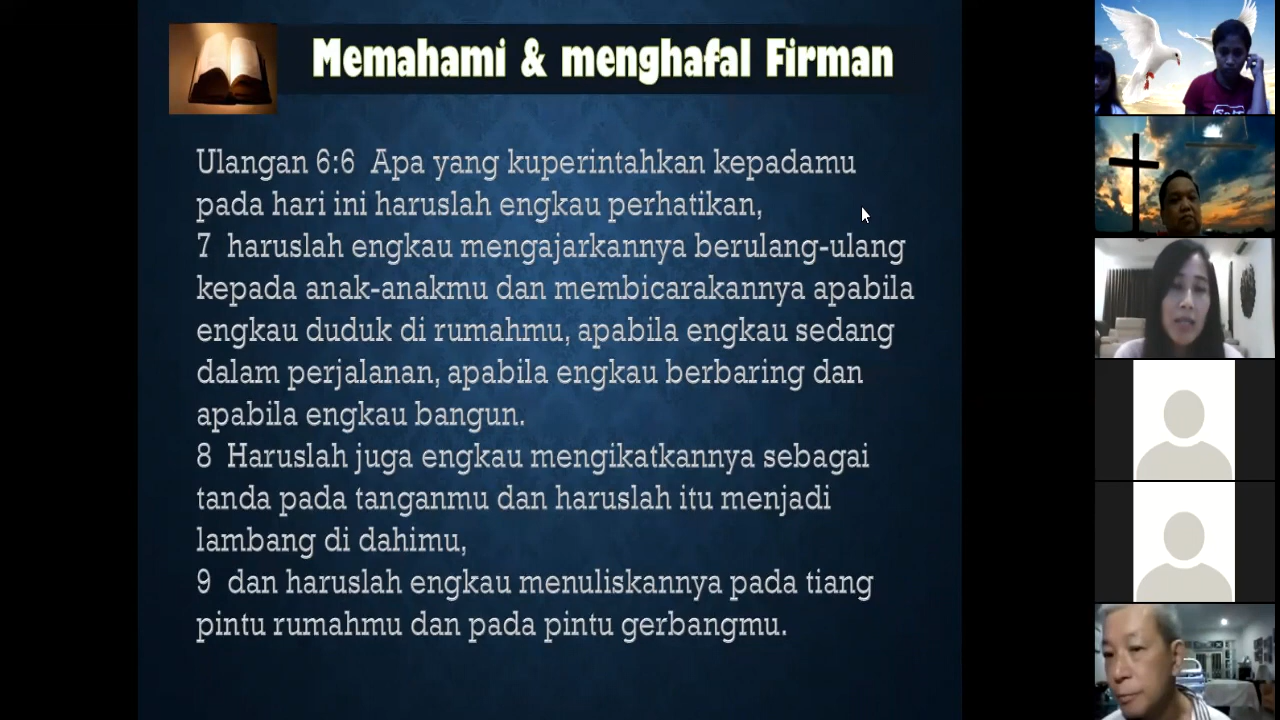 Memahami & menghafal Firman
Ulangan 6:6 Apa yang kuperintahkan kepadamu
pada hari ini haruslah engkau perhatikan,
7 haruslah engkau mengajarkannya berulang-ulang
kepada anak-anakmu dan membicarakannya apabila
engkau duduk di rumahmu, apabila engkau sedang
dalam perjalanan, apabila engkau berbaring dan
apabila engkau bangun.
8 Haruslah juga engkau mengikatkannya sebagai
tanda pada tanganmu dan haruslah itu menjadi
lambang di dahimu,
9 dan haruslah engkau menuliskannya pada tiang
pintu rumahmu dan pada pintu gerbangmu.